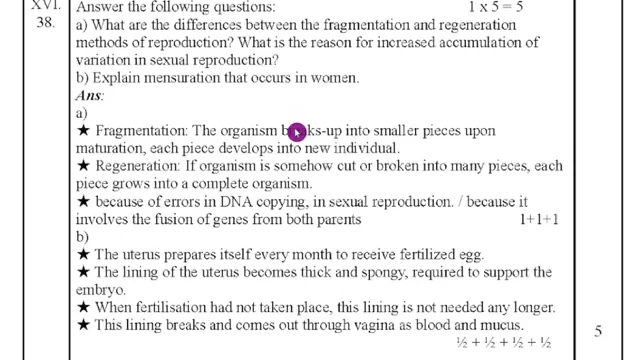 XVI. Answer the following questions: 1 x 5 = 5
38. a) What are the differences between the fragmentation and regeneration
methods of reproduction? What is the reason for increased accumulation of
variation in sexual reproduction?
b) Explain mensuration that occurs in women.
Ans:
a)
★ Fragmentation: The organism b ks-up into smaller pieces upon
maturation, each piece develops into new individual.
★ Regeneration: If organism is somehow cut or broken into many pieces, each
piece grows into a complete organism.
★ because of errors in DNA copying, in sexual reproduction. / because it
involves the fusion of genes from both parents 1+1+1
b)
★ The uterus prepares itself every month to receive fertilized egg.
★ The lining of the uterus becomes thick and spongy, required to support the
embryo.
★ When fertilisation had not taken place, this lining is not needed any longer.
★ This lining breaks and comes out through vagina as blood and mucus. 5
½ + ½ + ½ + ½